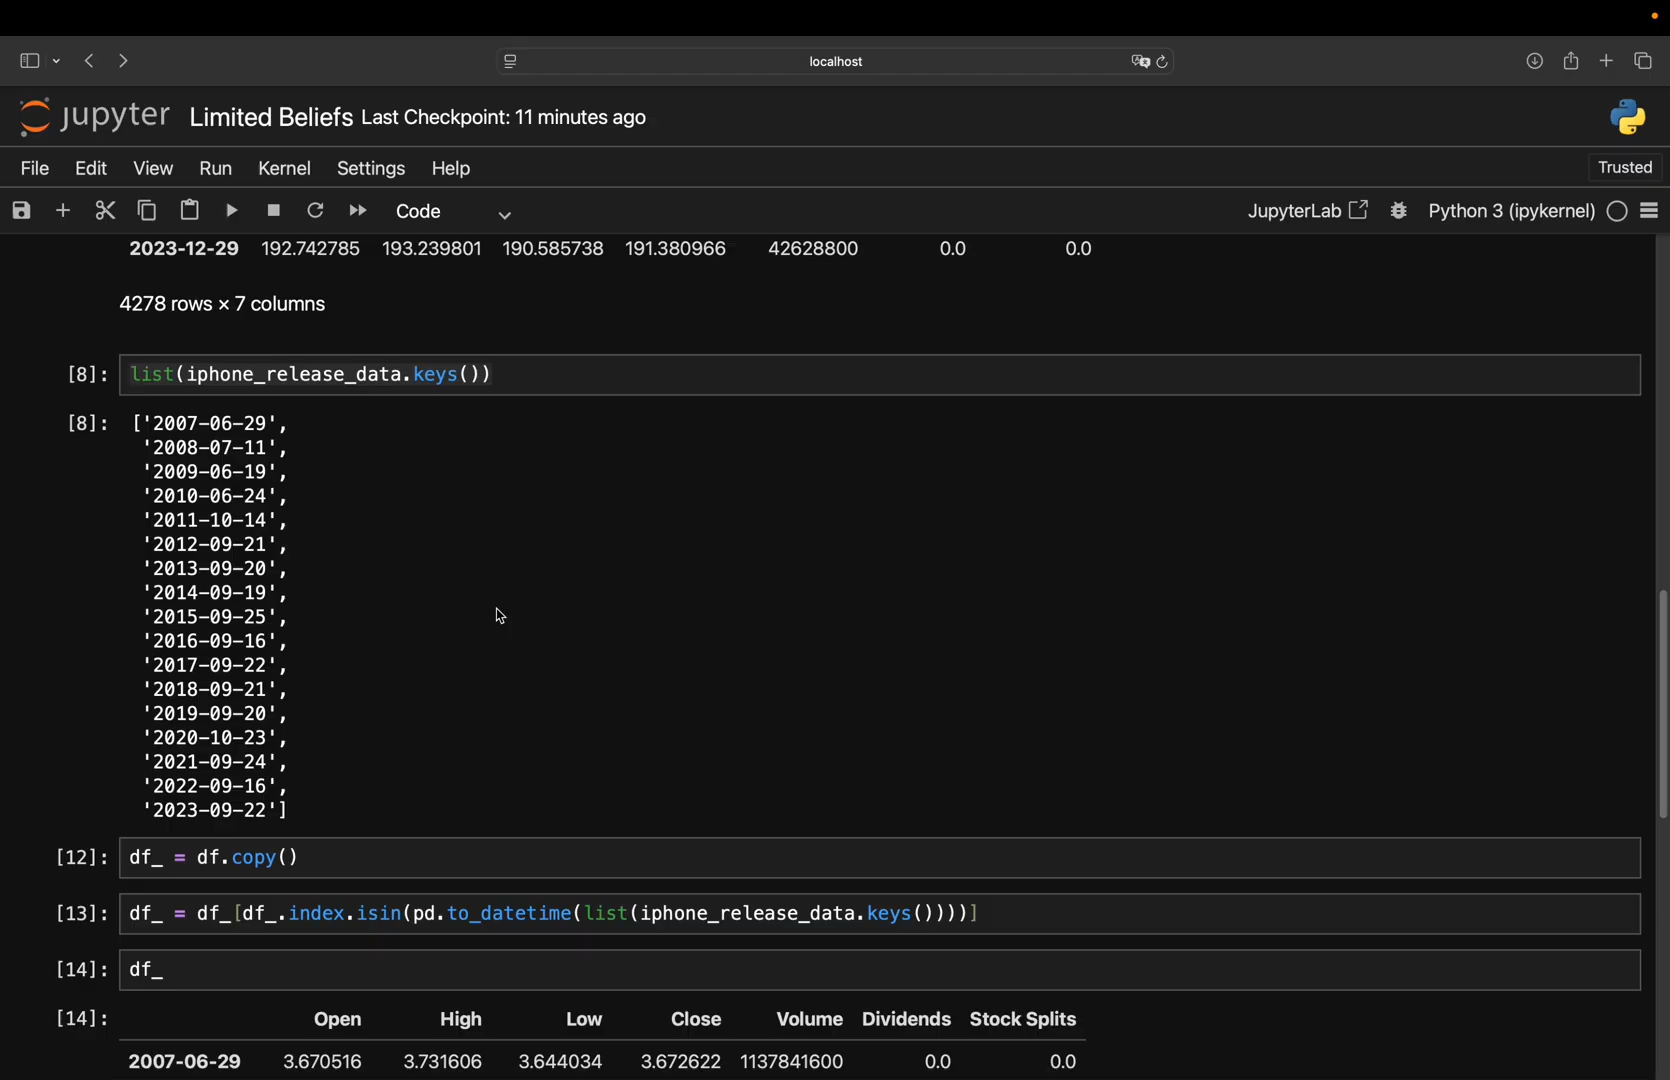 localhost
jupyter Limited Beliefs Last Checkpoint: 11 minutes ago
File Edit View Run Kernel Settings Help Trusted
Code JupyterLab Python 3 (ipykernel)
2023-12-29 192.742785 193.239801 190.585738 191.380966 42628800 0.0 0.0
4278 rows × 7 columns
[8]: list(iphone_release_data.keys())
[8]: ['2007-06-29',
'2008-07-11',
'2009-06-19',
'2010-06-24',
'2011-10-14',
'2012-09-21',
'2013-09-20',
'2014-09-19',
'2015-09-25',
'2016-09-16',
'2017-09-22',
'2018-09-21',
'2019-09-20',
'2020-10-23',
'2021-09-24',
'2022-09-16',
'2023-09-22']
[12]: df_ = df.copy()
[13]: df_ = df_[df_.index.isin(pd.to_datetime(list(iphone_release_data.keys())))]
[14]: df_
[14]: Open High Low Close Volume Dividends Stock Splits
2007-06-29 3.670516 3.731606 3.644034 3.672622 1137841600 0.0 0.0